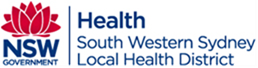 NSW
GOVERNMENT
Health
South Western Sydney
Local Health District